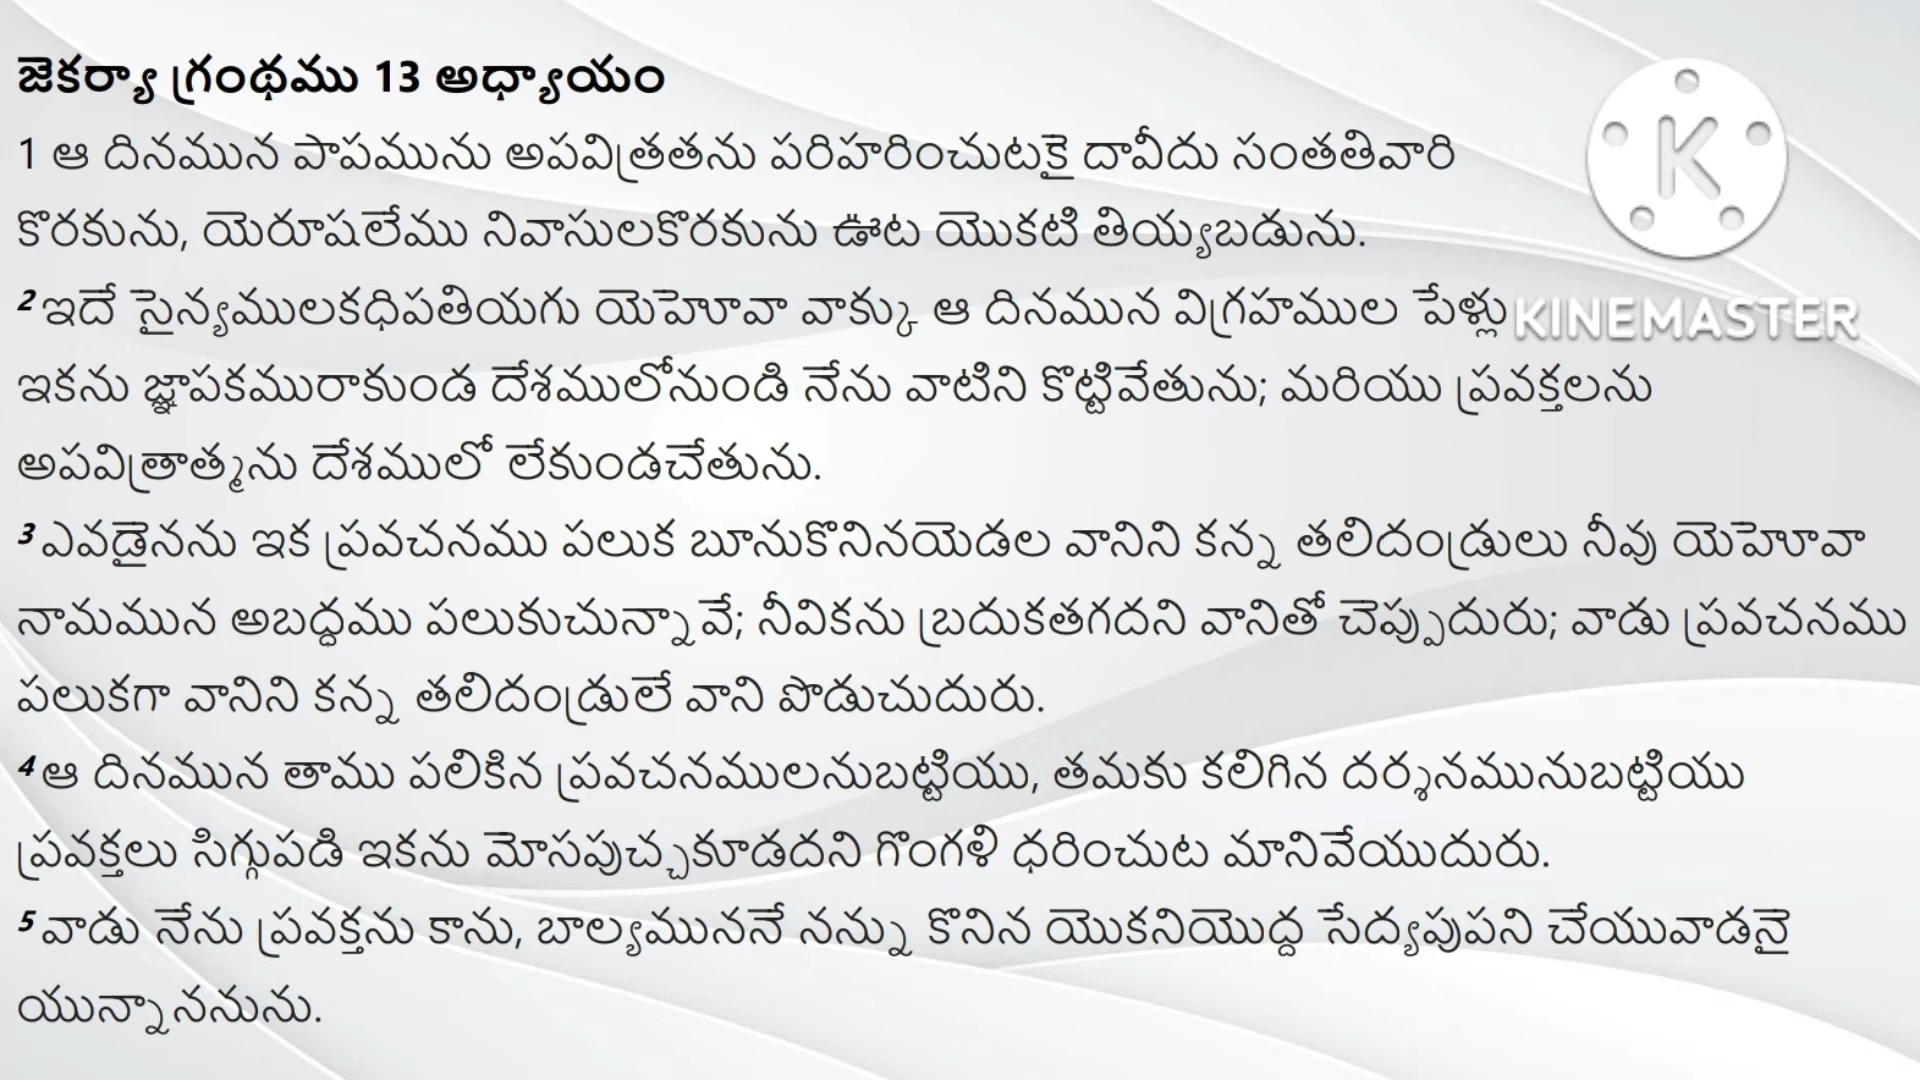 జెకర్యా గ్రంథము 13 అధ్యాయం
1 ఆ దినమున పాపమును అపవిత్రతను పరిహరించుటకై దావీదు సంతతివారి
కొరకును, యెరూషలేము నివాసులకొరకును ఊట యొకటి తియ్యబడును.
2 ఇదే సైన్యములకధిపతియగు యెహోవా వాక్కు ఆ దినమున విగ్రహముల పేళ్లు
ఇకను జ్ఞాపకమురాకుండ దేశములోనుండి నేను వాటిని కొట్టివేతును; మరియు ప్రవక్తలను
అపవిత్రాత్మను దేశములో లేకుండచేతును.
3 ఎవడైనను ఇక ప్రవచనము పలుక బూనుకొనినయెడల వానిని కన్న తలిదండ్రులు నీవు యెహోవా
నామమున అబద్ధము పలుకుచున్నావే; నీవికను బ్రదుకతగదని వానితో చెప్పుదురు; వాడు ప్రవచనము
పలుకగా వానిని కన్న తలిదండ్రులే వాని పొడుచుదురు.
4 ఆ దినమున తాము పలికిన ప్రవచనములనుబట్టియు, తమకు కలిగిన దర్శనమునుబట్టియు
ప్రవక్తలు సిగ్గుపడి ఇకను మోసపుచ్చకూడదని గొంగళి ధరించుట మానివేయుదురు.
5 వాడు నేను ప్రవక్తను కాను, బాల్యముననే నన్ను కొనిన యొకనియొద్ద సేద్యపుపని చేయువాడనై
యున్నాననును.
K
KINEMASTER